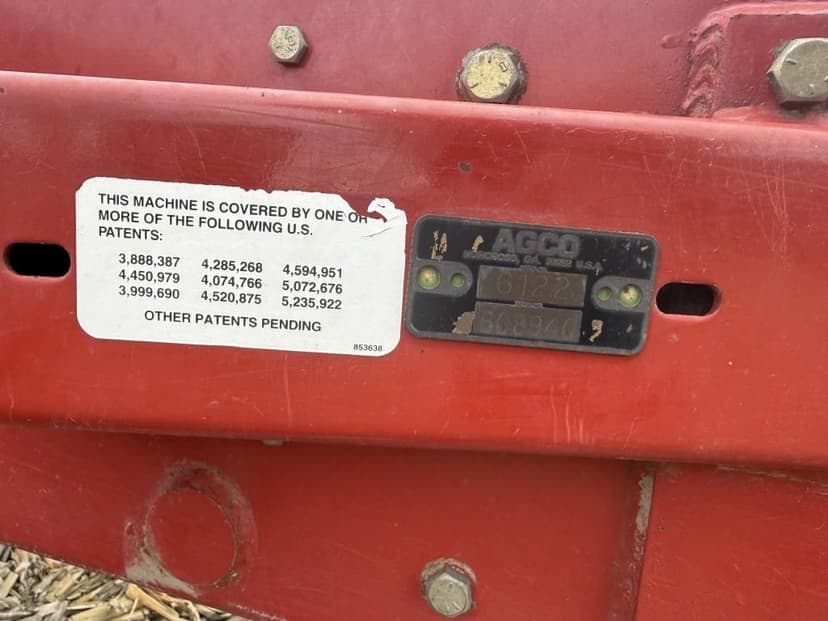 THIS MACHINE IS COVERED BY ONE OR
MORE OF THE FOLLOWING U.S.
PATENTS:
3,888,387 4,285,268 4,594,951
4,450,979 4,074,766 5,072,676
3,999,690 4,520,875 5,235,922
OTHER PATENTS PENDING
853638
AGCO
U.S.A.